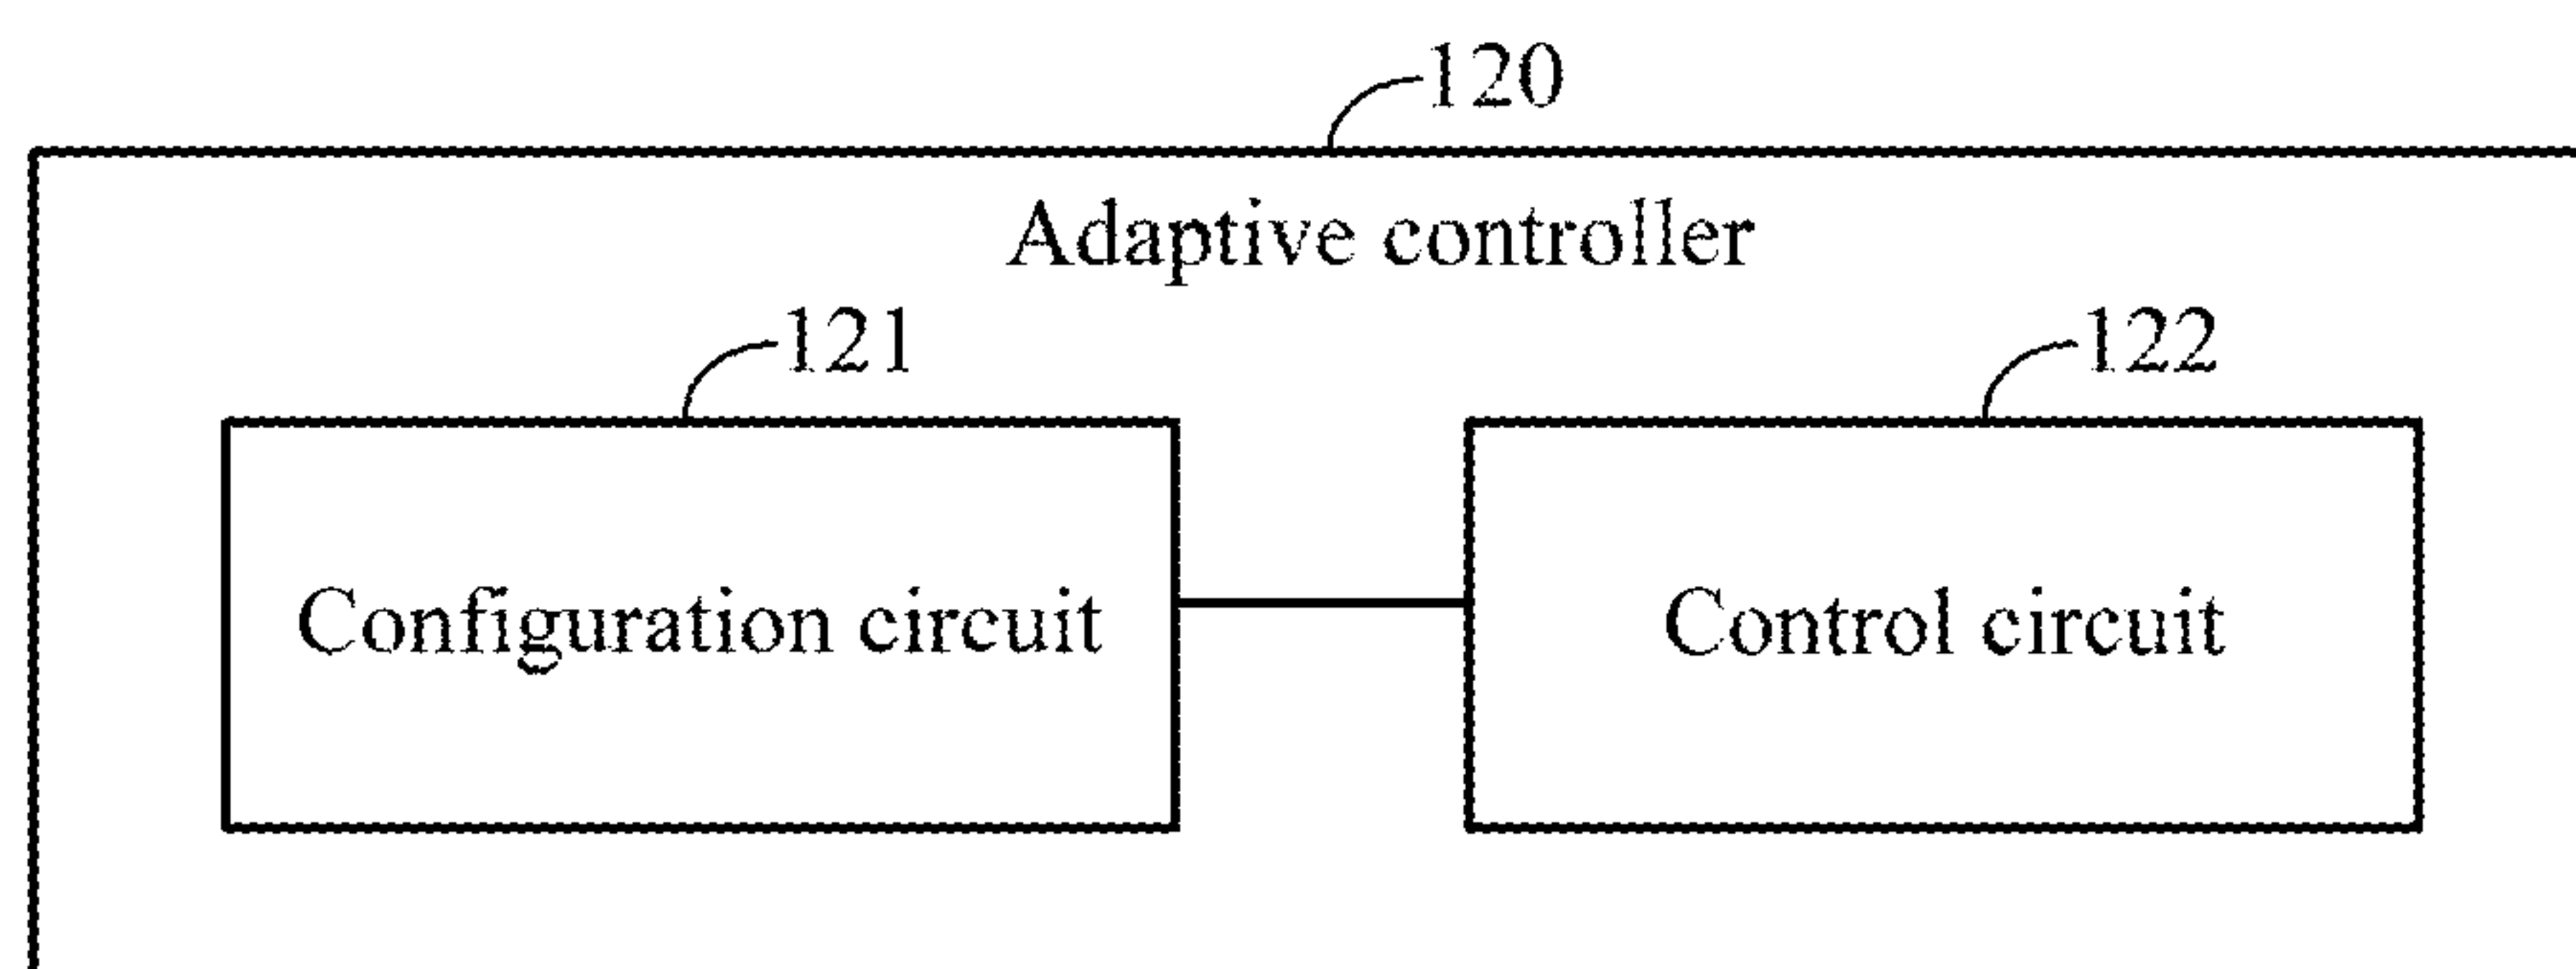 120
Adaptive controller
121
122
Configuration circuit
Control circuit